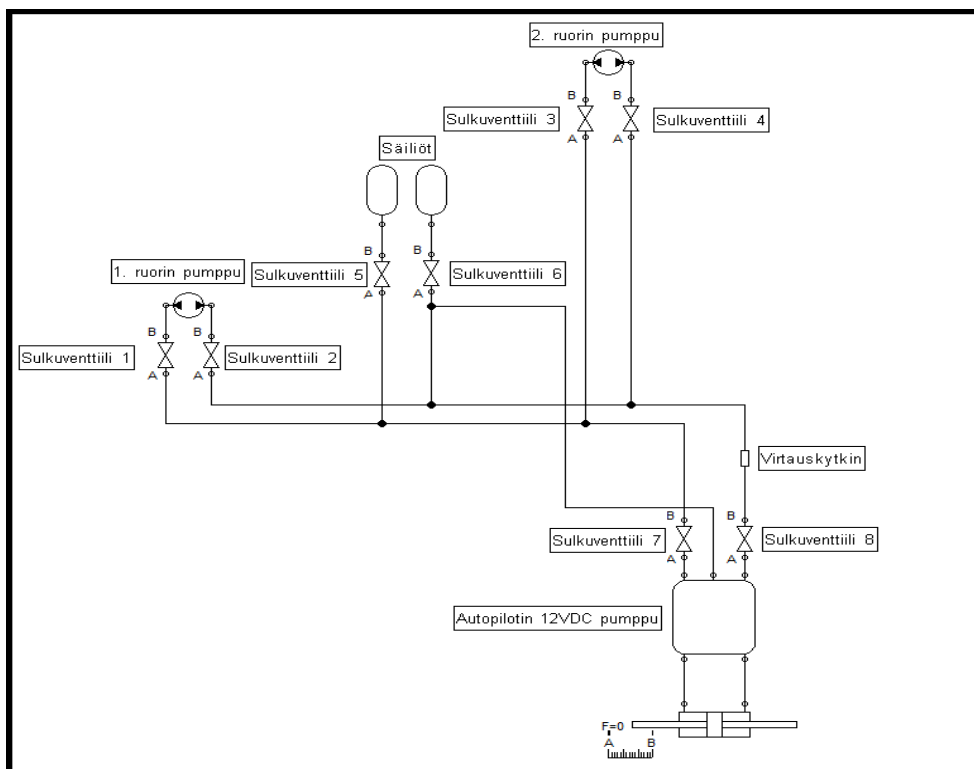 2. ruorin pumppu
B
B
Sulkuventtiili 3
Sulkuventtiili 4
A
A
Säiliöt
B
B
Sulkuventtiili 5
Sulkuventtiili 6
A
A
1. ruorin pumppu
B
B
Sulkuventtiili 1
Sulkuventtiili 2
A
A
Virtauskytkin
B
B
Sulkuventtiili 7
Sulkuventtiili 8
A
A
Autopilotin 12VDC pumppu
F=0
A
B